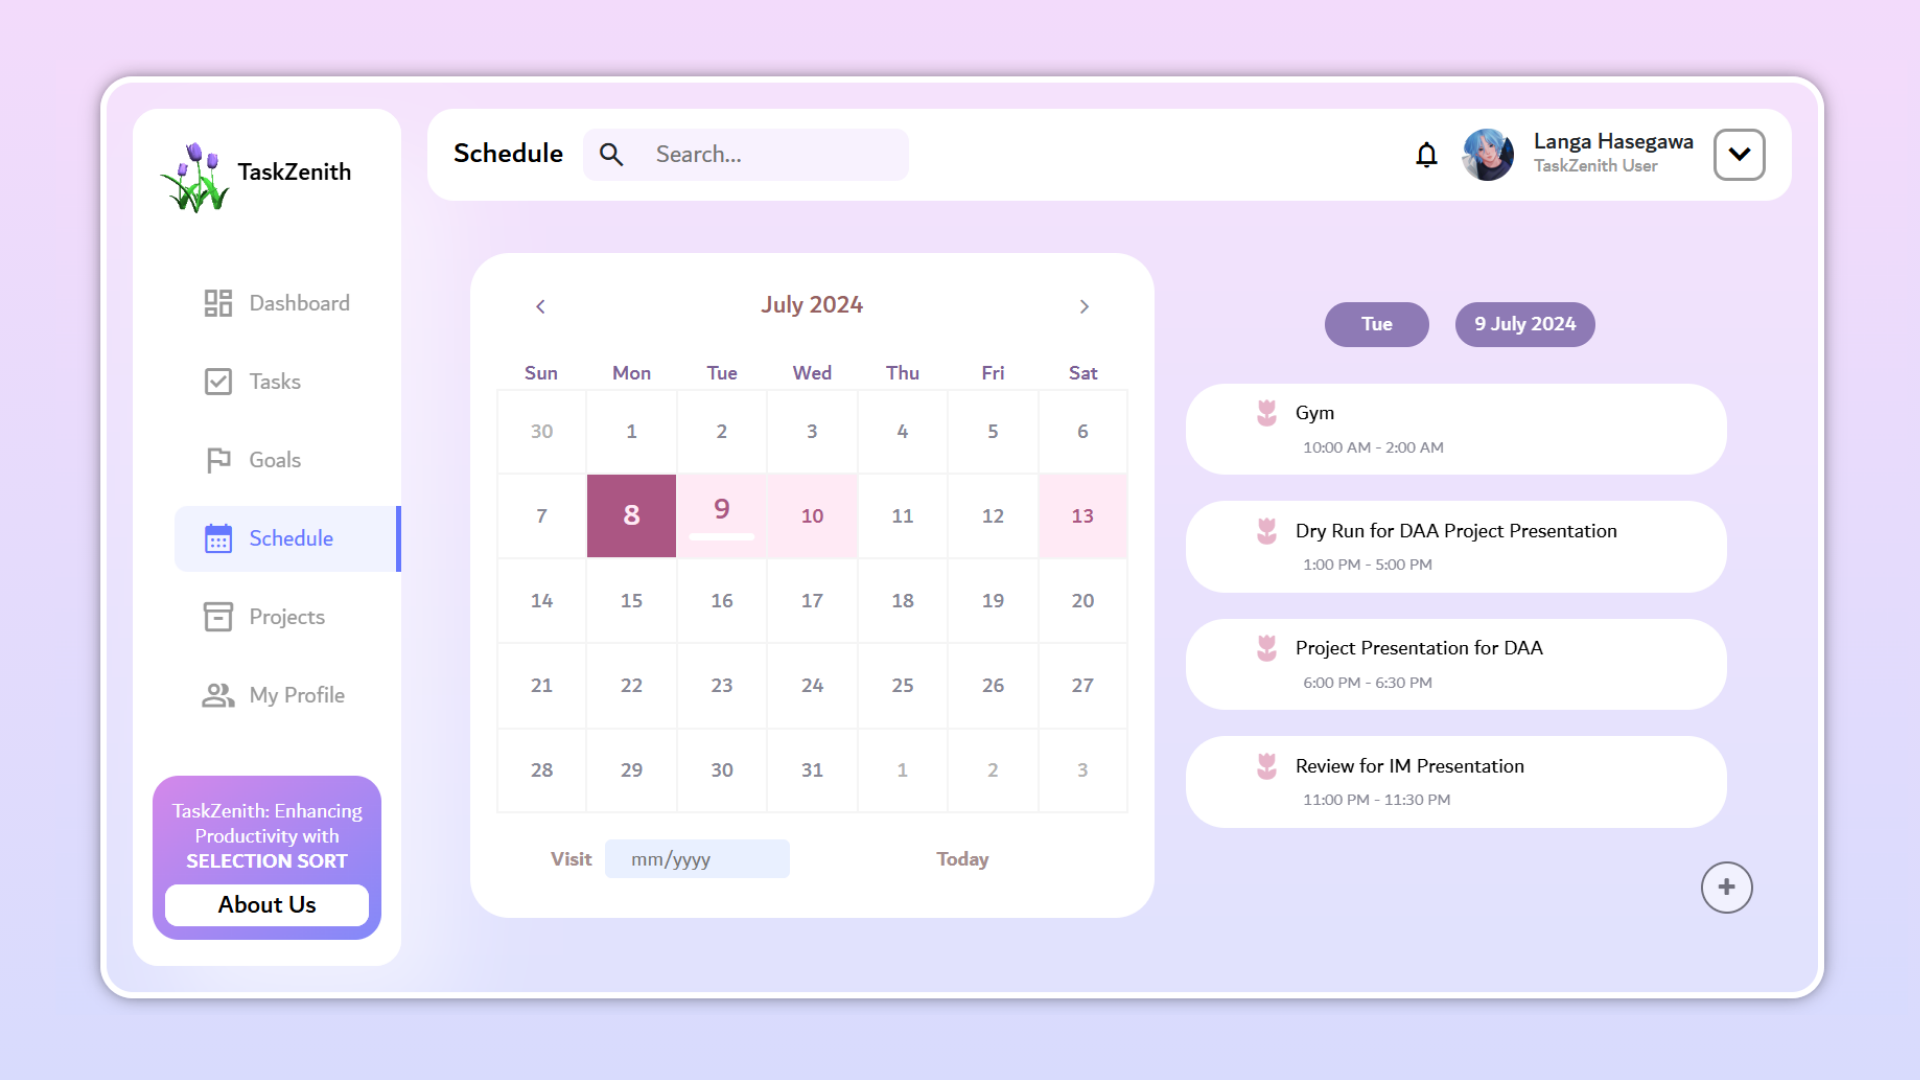 TaskZenith
Dashboard
Tasks
Goals
Schedule
Projects
My Profile
TaskZenith: Enhancing
Productivity with
SELECTION SORT
About Us
Schedule
Search...
Langa Hasegawa
TaskZenith User
July 2024
Sun Mon Tue Wed Thu Fri Sat
30 1 2 3 4 5 6
7 8 9 10 11 12 13
14 15 16 17 18 19 20
21 22 23 24 25 26 27
28 29 30 31 1 2 3
Visit mm/yyyy Today
Tue 9 July 2024
Gym
10:00 AM - 2:00 AM
Dry Run for DAA Project Presentation
1:00 PM - 5:00 PM
Project Presentation for DAA
6:00 PM - 6:30 PM
Review for IM Presentation
11:00 PM - 11:30 PM